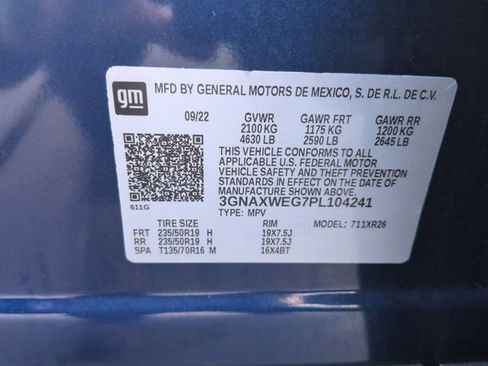 gm
MFD BY GENERAL MOTORS DE MEXICO, S. DE R.L. DE C.V.
09/22 GVWR GAWR FRT GAWR RR
2100 KG 1175 KG 1200 KG
4630 LB 2590 LB 2645 LB
THIS VEHICLE CONFORMS TO ALL
APPLICABLE U.S. FEDERAL MOTOR
VEHICLE SAFETY AND THEFT PREVENTION
STANDARDS IN EFFECT ON THE DATE OF
MANUFACTURE SHOWN ABOVE.
3GNAXWEG7PL104241
611G
TYPE: MPV
TIRE SIZE RIM MODEL: 711XR26
FRT 235/50R19 H 19X7.5J
RR 235/50R19 H 19X7.5J
SPA T135/70R16 M 16X4BT